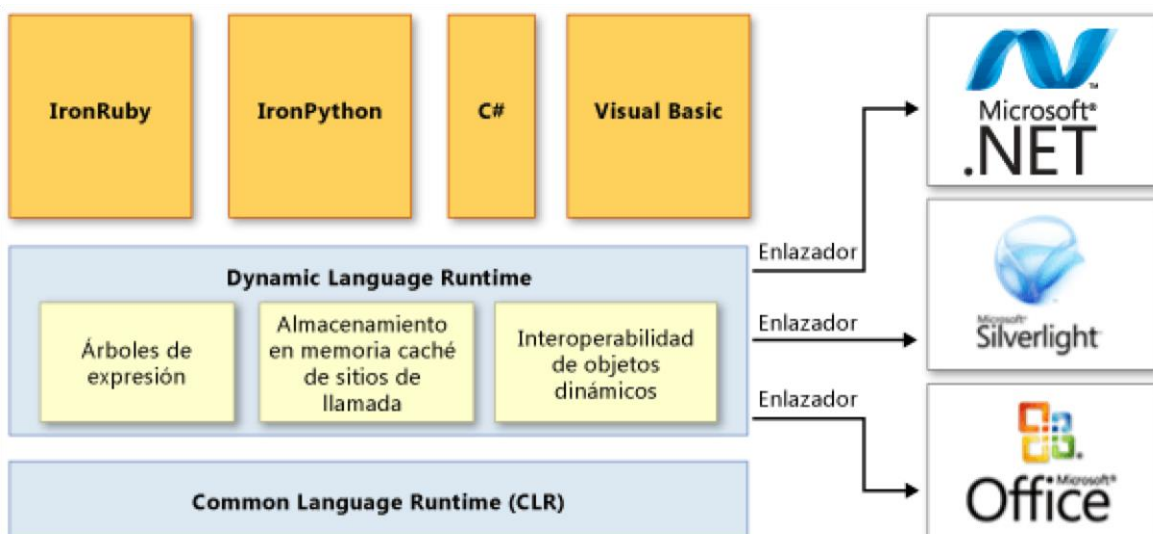 IronRuby
IronPython
C#
Visual Basic
Dynamic Language Runtime
Árboles de
expresión
Almacenamiento
en memoria caché
de sitios de
llamada
Interoperabilidad
de objetos
dinámicos
Common Language Runtime (CLR)
Enlazador
Enlazador
Enlazador
Microsoft®
.NET
Microsoft®
Silverlight
Microsoft®
Office